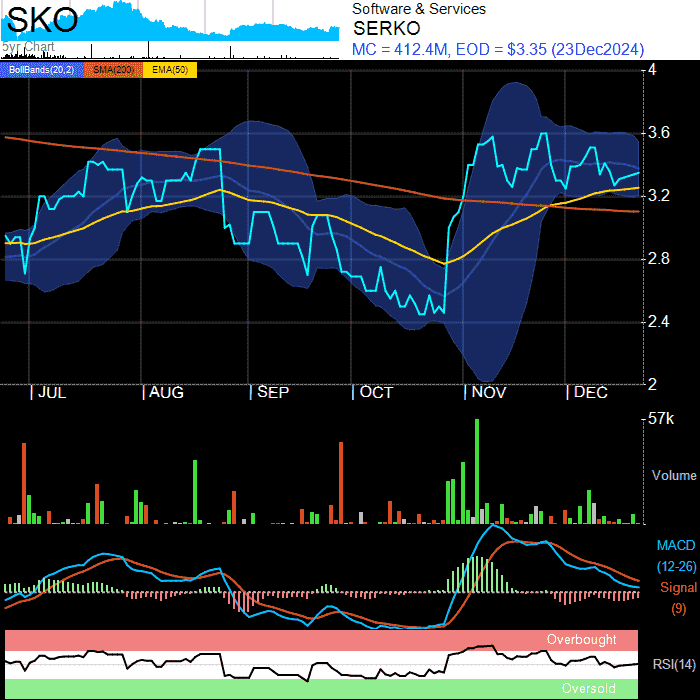 SKO
5yr Chart
Software & Services
SERKO
MC = 412.4M, EOD = $3.35 (23Dec2024)
BollBands(20,2) SMA(200) EMA(50)
4
3.6
3.2
2.8
2.4
2
| JUL | AUG | SEP | OCT | NOV | DEC
57k
Volume
MACD
(12-26)
Signal
(9)
Overbought
RSI(14)
Oversold